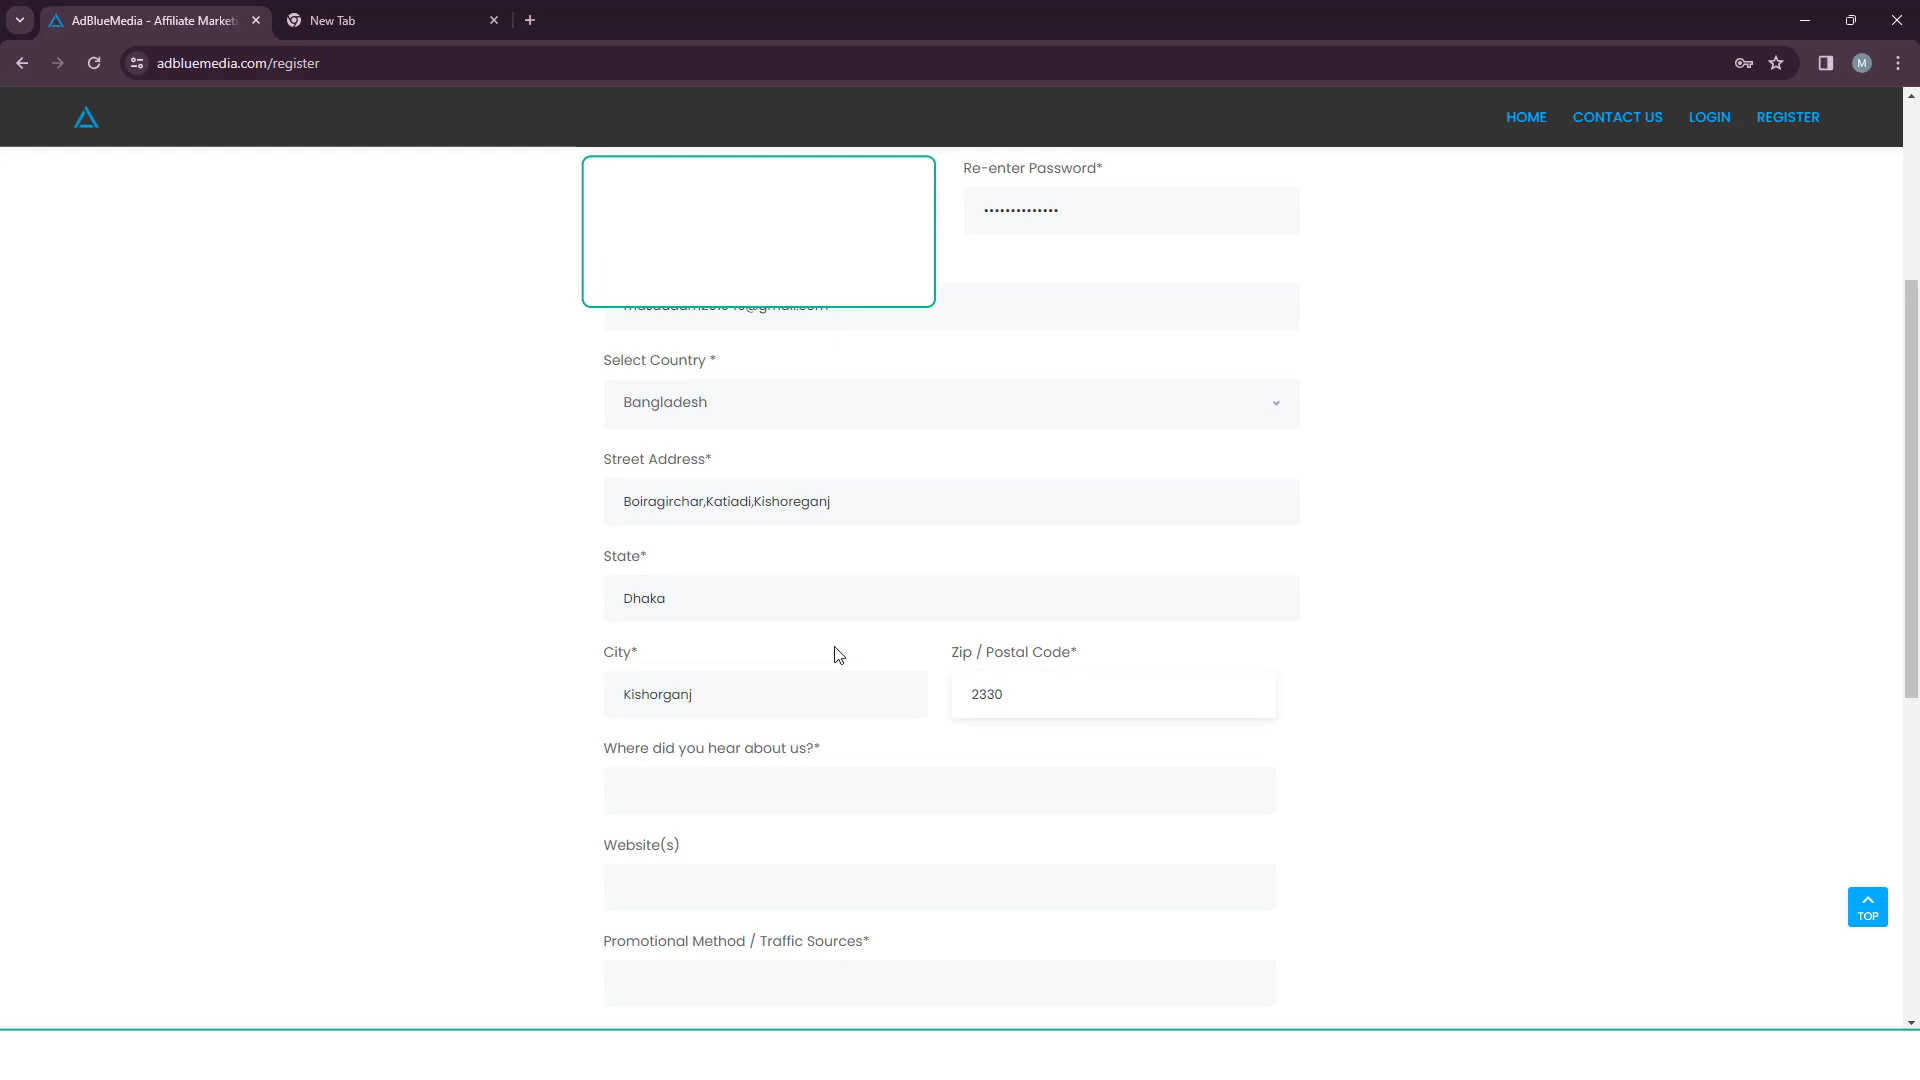 AdBlueMedia - Affiliate Marketi
New Tab
adbluemedia.com/register
M
HOME
CONTACT US
LOGIN
REGISTER
Re-enter Password*
••••••••••••••
Select Country *
Bangladesh
Street Address*
Boiragirchar,Katiadi,Kishoreganj
State*
Dhaka
City*
Zip / Postal Code*
Kishorganj
2330
Where did you hear about us?*
Website(s)
Promotional Method / Traffic Sources*
TOP